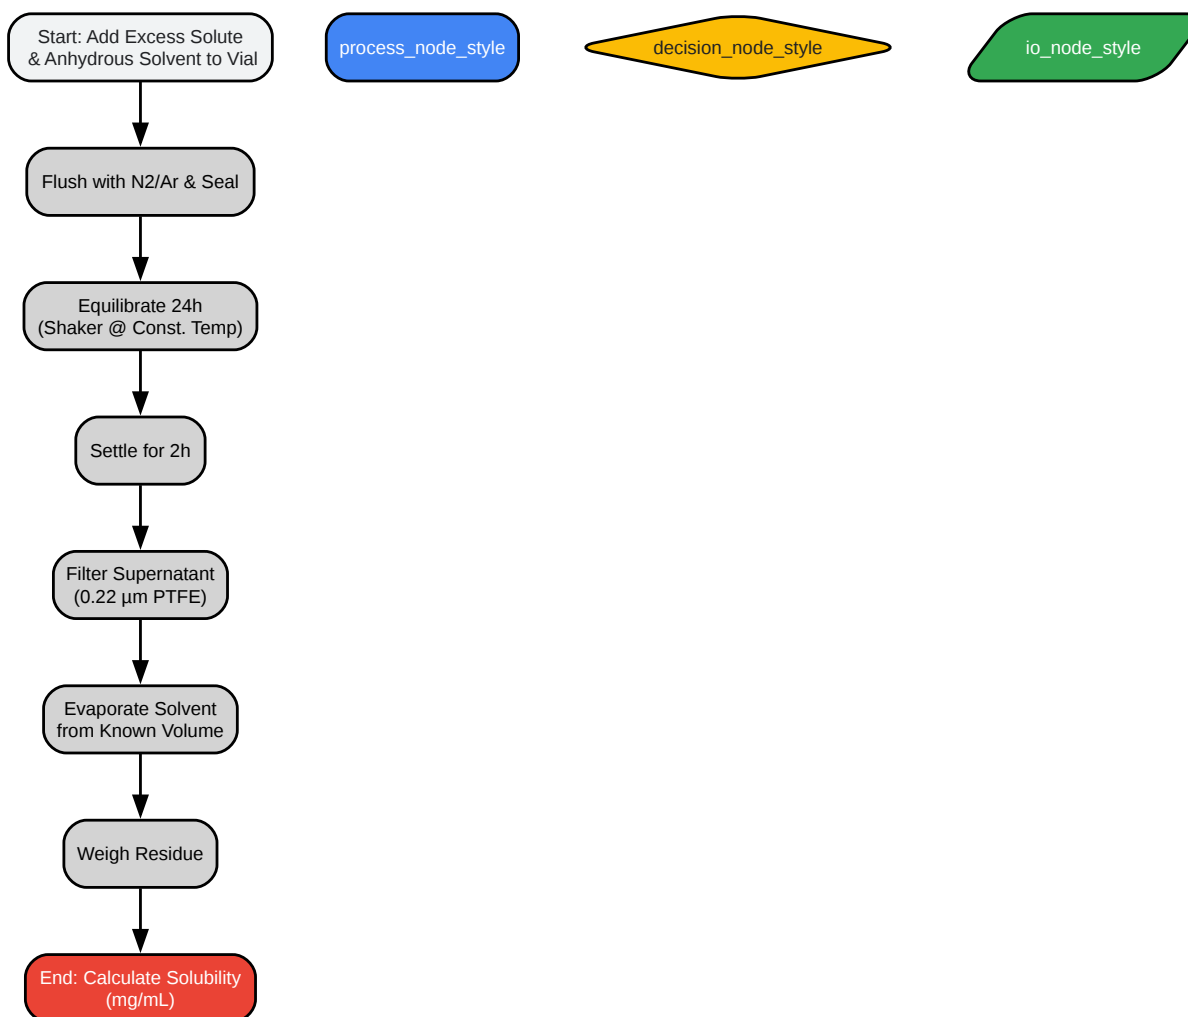 Start: Add Excess Solute
& Anhydrous Solvent to Vial
process_node_style
decision_node_style
io_node_style
Flush with N2/Ar & Seal
Equilibrate 24h
(Shaker @ Const. Temp)
Settle for 2h
Filter Supernatant
(0.22 µm PTFE)
Evaporate Solvent
from Known Volume
Weigh Residue
End: Calculate Solubility
(mg/mL)